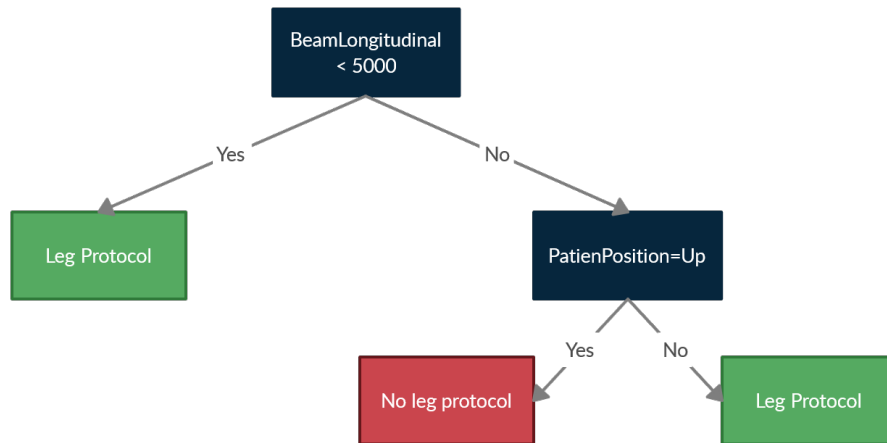 BeamLongitudinal
< 5000
Yes
No
Leg Protocol
PatienPosition=Up
Yes
No
No leg protocol
Leg Protocol